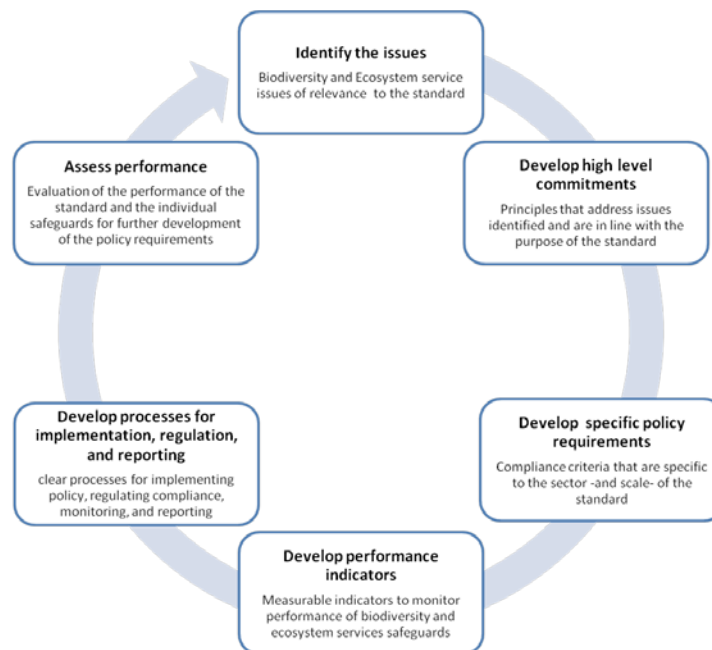 Identify the issues
Biodiversity and Ecosystem service
issues of relevance to the standard
Develop high level
commitments
Principles that address issues
identified and are in line with the
purpose of the standard
Develop specific policy
requirements
Compliance criteria that are specific
to the sector -and scale- of the
standard
Develop performance
indicators
Measurable indicators to monitor
performance of biodiversity and
ecosystem services safeguards
Develop processes for
implementation, regulation,
and reporting
clear processes for implementing
policy, regulating compliance,
monitoring, and reporting
Assess performance
Evaluation of the performance of the
standard and the individual
safeguards for further development
of the policy requirements